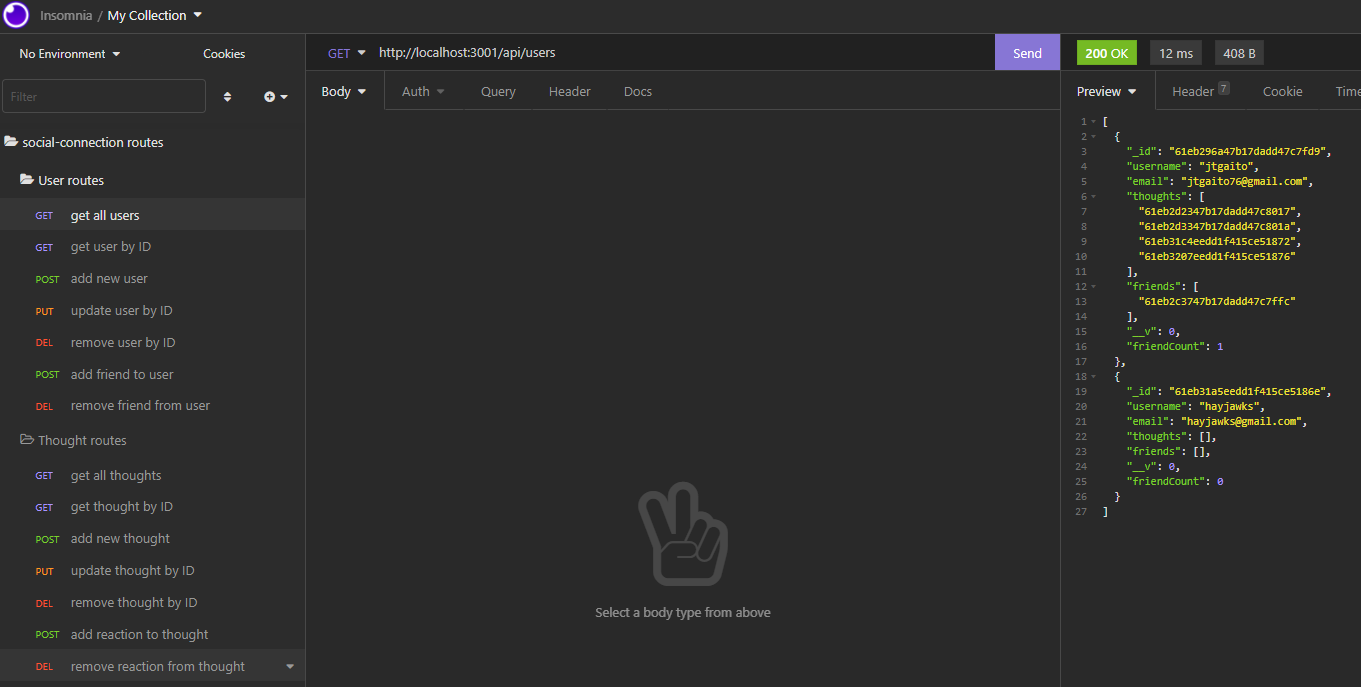 Insomnia / My Collection
No Environment
Cookies
Filter
social-connection routes
User routes
GET get all users
GET get user by ID
POST add new user
PUT update user by ID
DEL remove user by ID
POST add friend to user
DEL remove friend from user
Thought routes
GET get all thoughts
GET get thought by ID
POST add new thought
PUT update thought by ID
DEL remove thought by ID
POST add reaction to thought
DEL remove reaction from thought
GET http://localhost:3001/api/users Send
Body Auth Query Header Docs
Select a body type from above
200 OK 12 ms 408 B
Preview Header 7 Cookie Time
1 [
2 {
3 "_id": "61eb296a47b17dadd47c7fd9",
4 "username": "jtgaito",
5 "email": "jtgaito76@gmail.com",
6 "thoughts": [
7 "61eb2d2347b17dadd47c8017",
8 "61eb2d3347b17dadd47c801a",
9 "61eb31c4eedd1f415ce51872",
10 "61eb3207eedd1f415ce51876"
11 ],
12 "friends": [
13 "61eb2c3747b17dadd47c7ffc"
14 ],
15 "__v": 0,
16 "friendCount": 1
17 },
18 {
19 "_id": "61eb31a5eedd1f415ce5186e",
20 "username": "hayjawks",
21 "email": "hayjawks@gmail.com",
22 "thoughts": [],
23 "friends": [],
24 "__v": 0,
25 "friendCount": 0
26 }
27 ]